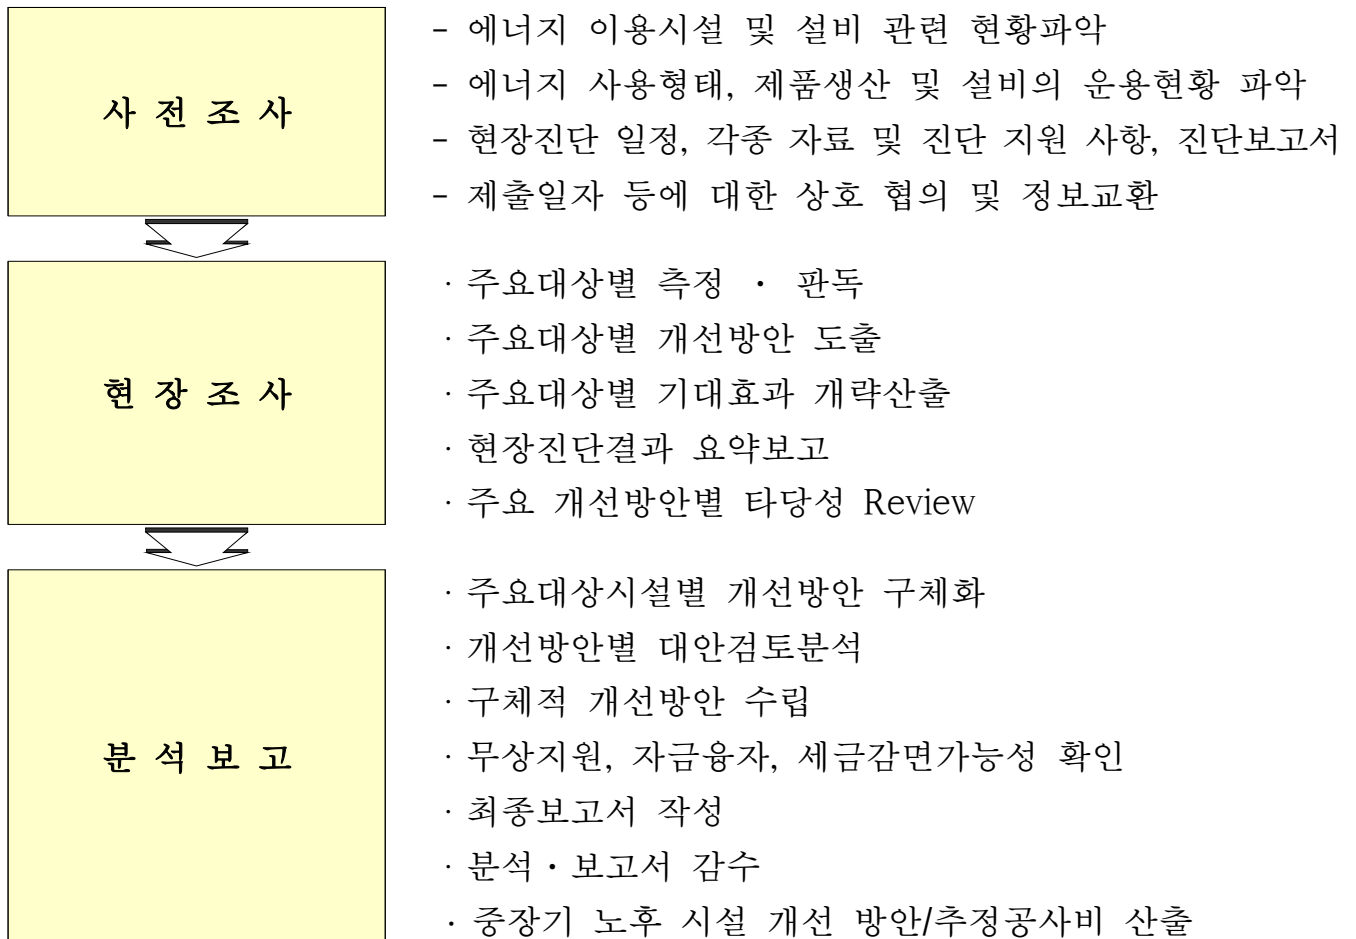 사 전 조 사
- 에너지 이용시설 및 설비 관련 현황파악
- 에너지 사용형태, 제품생산 및 설비의 운용현황 파악
- 현장진단 일정, 각종 자료 및 진단 지원 사항, 진단보고서
- 제출일자 등에 대한 상호 협의 및 정보교환
현 장 조 사
· 주요대상별 측정 · 판독
· 주요대상별 개선방안 도출
· 주요대상별 기대효과 개략산출
· 현장진단결과 요약보고
· 주요 개선방안별 타당성 Review
분 석 보 고
· 주요대상시설별 개선방안 구체화
· 개선방안별 대안검토분석
· 구체적 개선방안 수립
· 무상지원, 자금융자, 세금감면가능성 확인
· 최종보고서 작성
· 분석·보고서 감수
· 중장기 노후 시설 개선 방안/추정공사비 산출